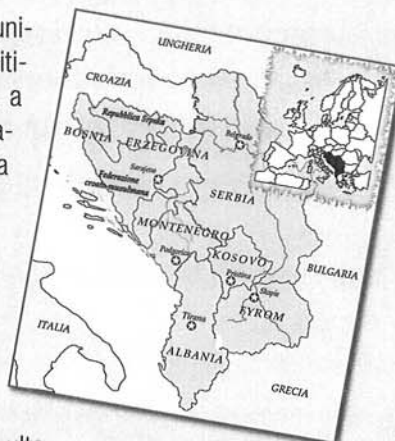 uni-
iti-
a
a-
a
UNGHERIA
CROAZIA
Repubblica Srpska
Belgrado
BOSNIA - ERZEGOVINA
Sarajevo
Federazione
croato-musulmana
SERBIA
MONTENEGRO
Podgorica
KOSOVO
Pristina
BULGARIA
Skopje
FYROM
ITALIA
Tirana
ALBANIA
GRECIA